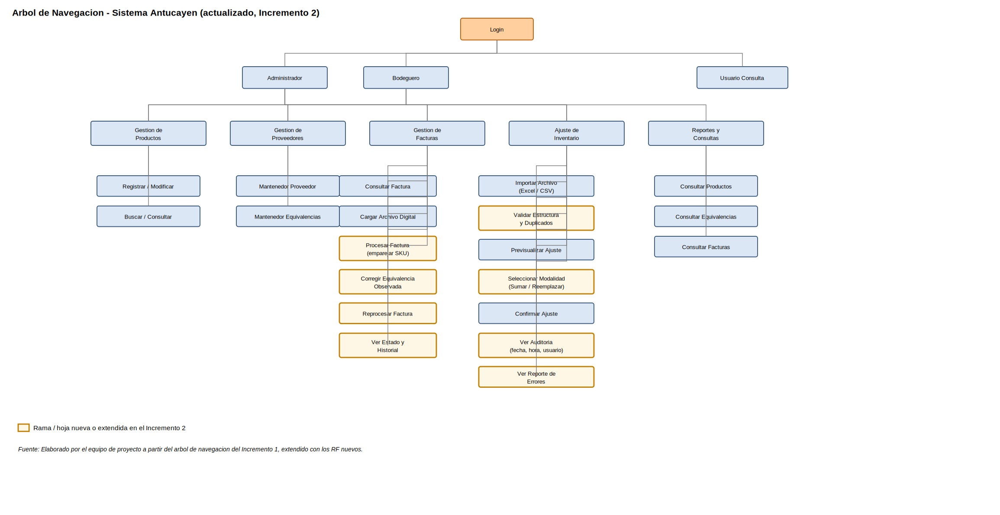 Arbol de Navegacion - Sistema Antucayen (actualizado, Incremento 2)
Login
Administrador
Bodeguero
Usuario Consulta
Gestion de
Productos
Gestion de
Proveedores
Gestion de
Facturas
Ajuste de
Inventario
Reportes y
Consultas
Registrar / Modificar
Buscar / Consultar
Mantenedor Proveedor
Mantenedor Equivalencias
Consultar Factura
Cargar Archivo Digital
Procesar Factura
(emparejar SKU)
Corregir Equivalencia
Observada
Reprocesar Factura
Ver Estado y
Historial
Importar Archivo
(Excel / CSV)
Validar Estructura
y Duplicados
Previsualizar Ajuste
Seleccionar Modalidad
(Sumar / Reemplazar)
Confirmar Ajuste
Ver Auditoria
(fecha, hora, usuario)
Ver Reporte de
Errores
Consultar Productos
Consultar Equivalencias
Consultar Facturas
Rama / hoja nueva o extendida en el Incremento 2
Fuente: Elaborado por el equipo de proyecto a partir del arbol de navegacion del Incremento 1, extendido con los RF nuevos.